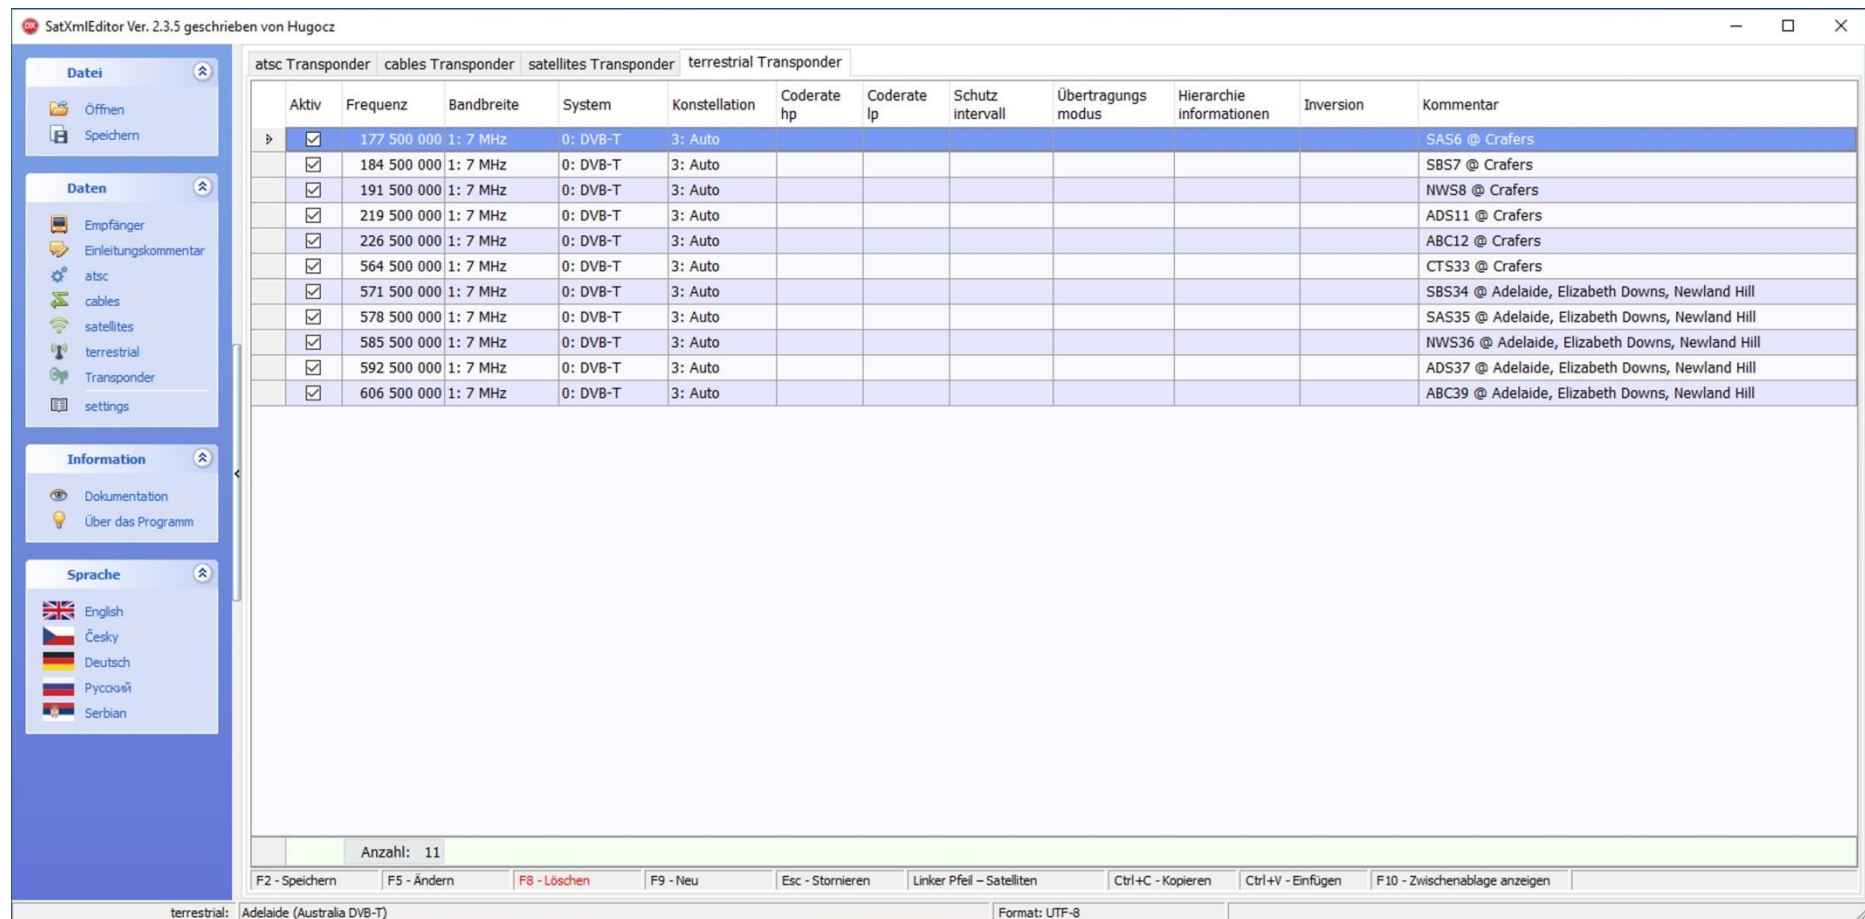 SatXmlEditor Ver. 2.3.5 geschrieben von Hugocz
Datei
Öffnen
Speichern
Daten
Empfänger
Einleitungskommentar
atsc
cables
satellites
terrestrial
Transponder
settings
Information
Dokumentation
Über das Programm
Sprache
English
Česky
Deutsch
Русский
Serbian
atsc Transponder cables Transponder satellites Transponder terrestrial Transponder
Aktiv Frequenz Bandbreite System Konstellation Coderate hp Coderate lp Schutz intervall Übertragungs modus Hierarchie informationen Inversion Kommentar
177 500 000 1: 7 MHz 0: DVB-T 3: Auto SAS6 @ Crafers
184 500 000 1: 7 MHz 0: DVB-T 3: Auto SBS7 @ Crafers
191 500 000 1: 7 MHz 0: DVB-T 3: Auto NWS8 @ Crafers
219 500 000 1: 7 MHz 0: DVB-T 3: Auto ADS11 @ Crafers
226 500 000 1: 7 MHz 0: DVB-T 3: Auto ABC12 @ Crafers
564 500 000 1: 7 MHz 0: DVB-T 3: Auto CTS33 @ Crafers
571 500 000 1: 7 MHz 0: DVB-T 3: Auto SBS34 @ Adelaide, Elizabeth Downs, Newland Hill
578 500 000 1: 7 MHz 0: DVB-T 3: Auto SAS35 @ Adelaide, Elizabeth Downs, Newland Hill
585 500 000 1: 7 MHz 0: DVB-T 3: Auto NWS36 @ Adelaide, Elizabeth Downs, Newland Hill
592 500 000 1: 7 MHz 0: DVB-T 3: Auto ADS37 @ Adelaide, Elizabeth Downs, Newland Hill
606 500 000 1: 7 MHz 0: DVB-T 3: Auto ABC39 @ Adelaide, Elizabeth Downs, Newland Hill
Anzahl: 11
F2 - Speichern F5 - Ändern F8 - Löschen F9 - Neu Esc - Stornieren Linker Pfeil – Satelliten Ctrl+C - Kopieren Ctrl+V - Einfügen F10 - Zwischenablage anzeigen
terrestrial: Adelaide (Australia DVB-T) Format: UTF-8